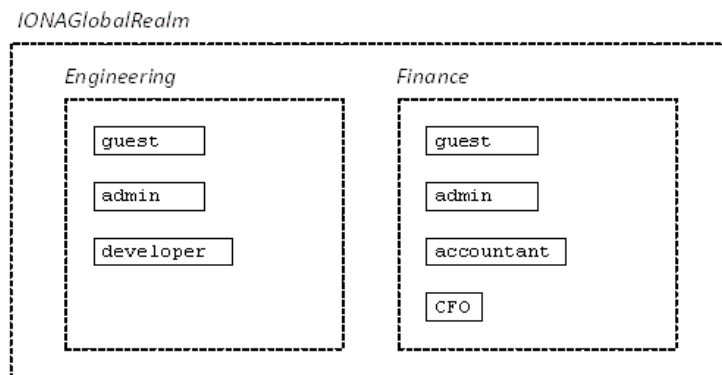 IONAGlobalRealm
Engineering
guest
admin
developer
Finance
guest
admin
accountant
CFO